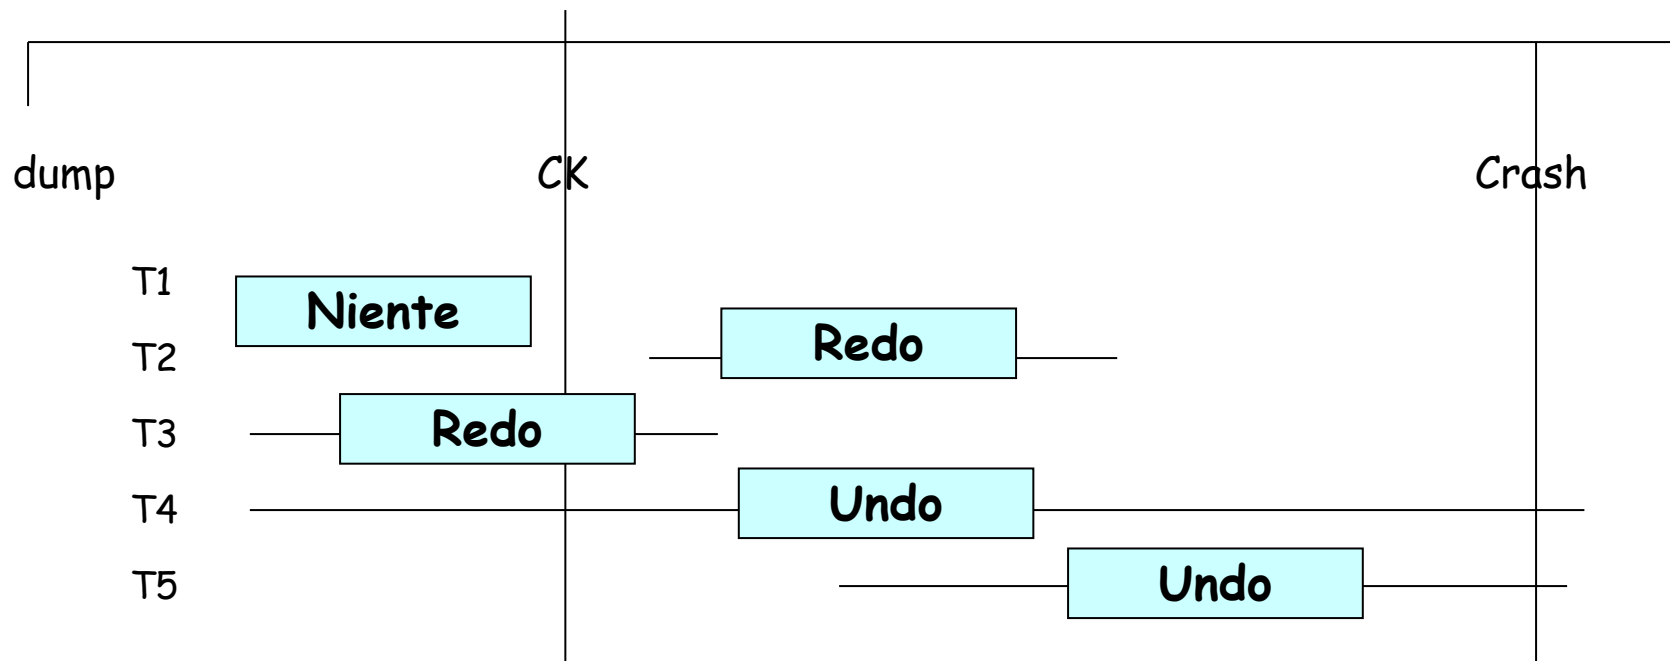 dump CK Crash
T1
Niente
Redo
T2
Redo
T3
Undo
T4
Undo
T5